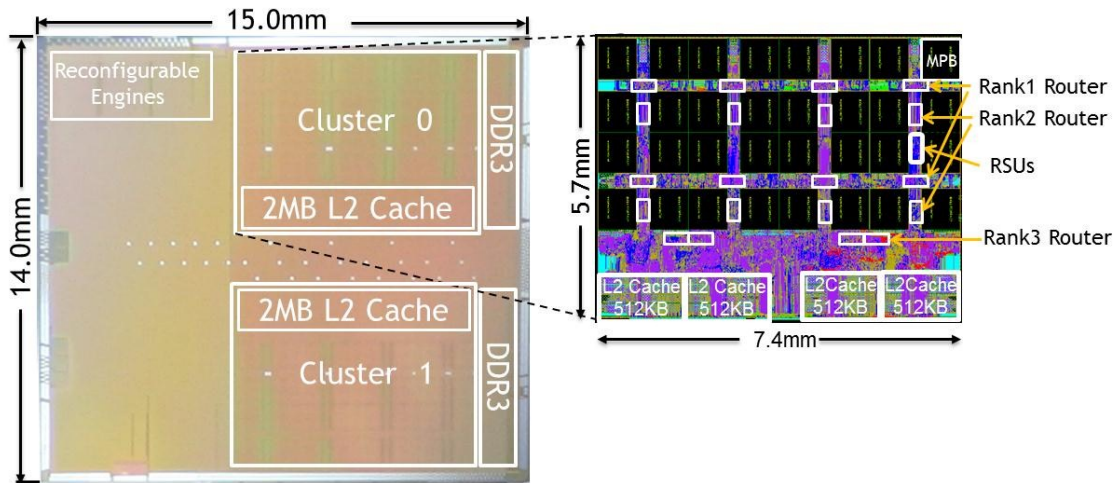 15.0mm
14.0mm
Reconfigurable
Engines
Cluster 0
DDR3
2MB L2 Cache
2MB L2 Cache
Cluster 1
DDR3
5.7mm
MPB
Rank1 Router
Rank2 Router
RSUs
Rank3 Router
L2 Cache
512KB
L2 Cache
512KB
L2Cache
512KB
L2Cache
512KB
7.4mm